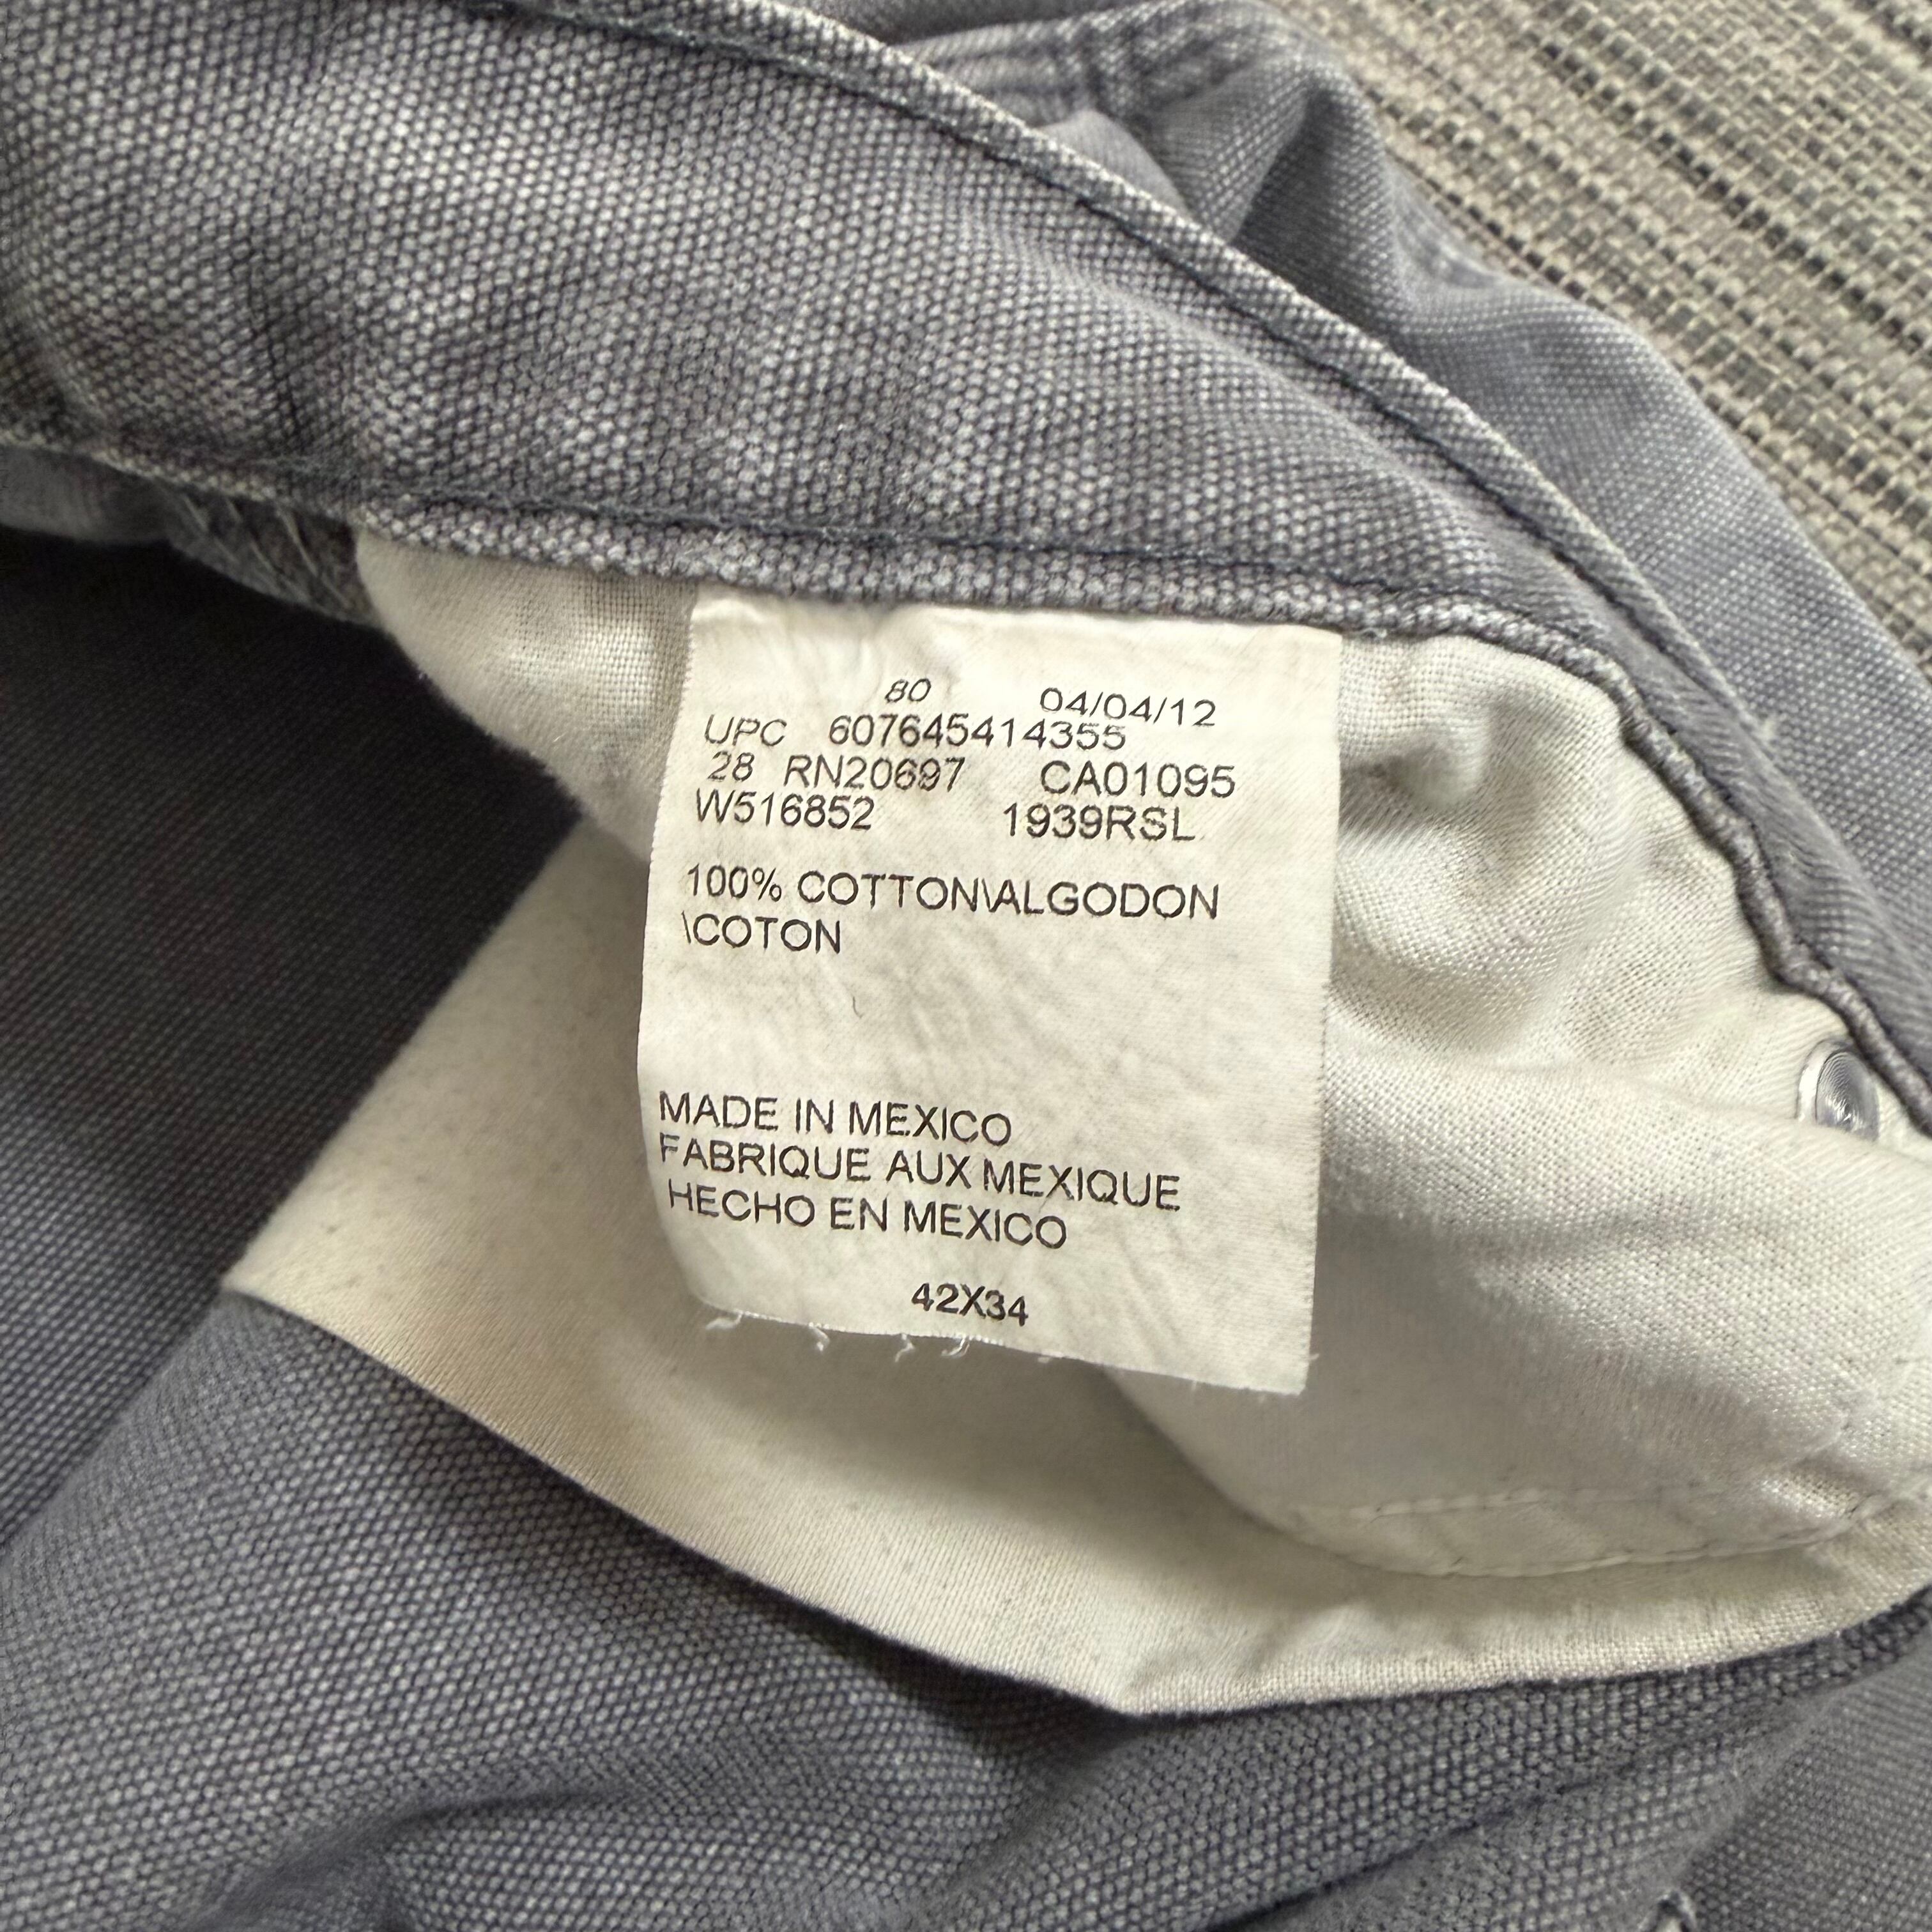 80 04/04/12
UPC 607645414355
28 RN20697 CA01095
W516852 1939RSL
100% COTTON\ALGODON
\COTON
MADE IN MEXICO
FABRIQUE AUX MEXIQUE
HECHO EN MEXICO
42X34